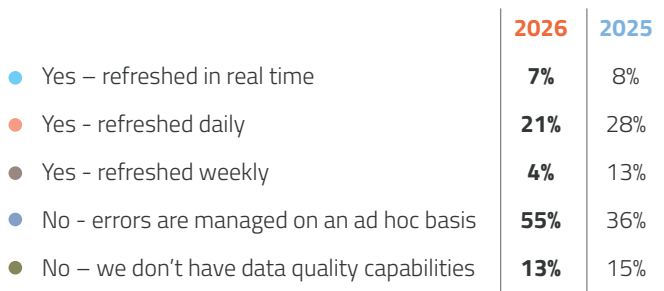 2026 2025
Yes – refreshed in real time 7% 8%
Yes - refreshed daily 21% 28%
Yes - refreshed weekly 4% 13%
No - errors are managed on an ad hoc basis 55% 36%
No – we don’t have data quality capabilities 13% 15%